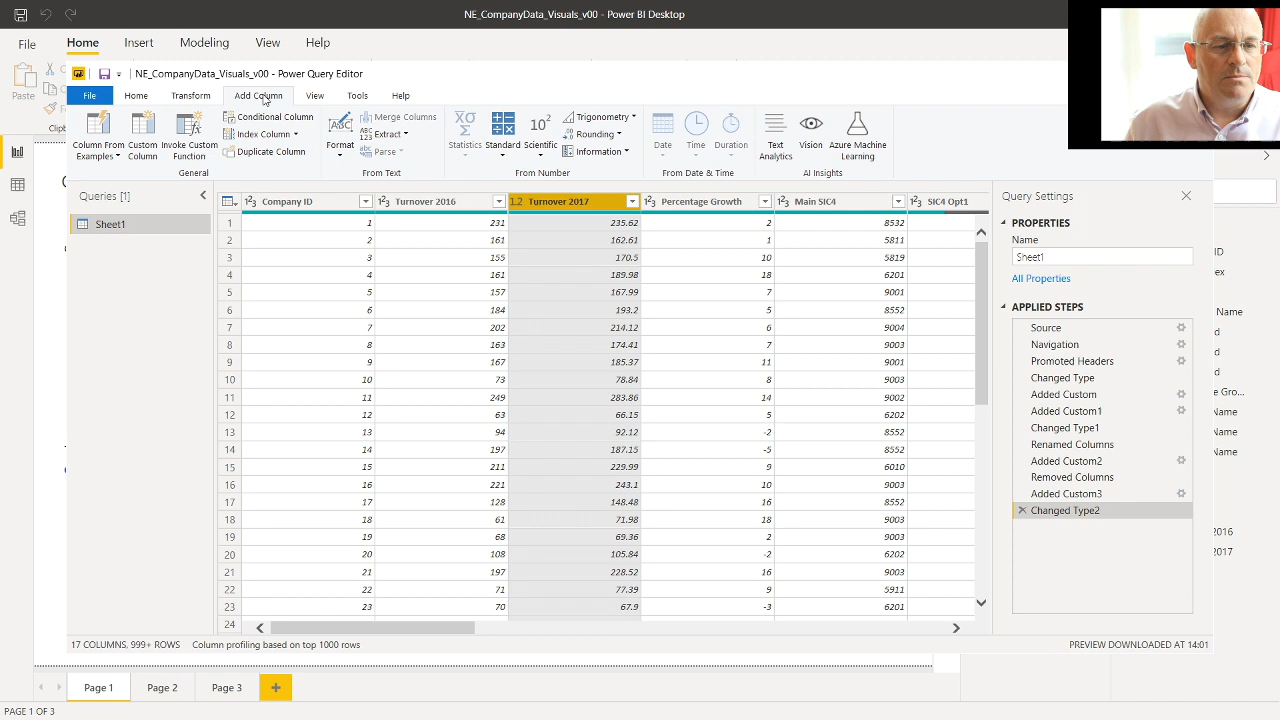 NE_CompanyData_Visuals_v00 - Power BI Desktop
File Home Insert Modeling View Help
Paste
NE_CompanyData_Visuals_v00 - Power Query Editor
File Home Transform Add Column View Tools Help
Column From Examples
Custom Column
Invoke Custom Function
Conditional Column
Index Column
Duplicate Column
General
Format
Merge Columns
Extract
Parse
From Text
Statistics
Standard
Scientific
Trigonometry
Rounding
Information
From Number
Date
Time
Duration
From Date & Time
Text Analytics
Vision
Azure Machine Learning
AI Insights
Queries [1]
Sheet1
Company ID Turnover 2016 1.2 Turnover 2017 Percentage Growth Main SIC4 SIC4 Opt1
1 1 231 235.62 2 8532
2 2 161 162.61 1 5811
3 3 155 170.5 10 5819
4 4 161 189.98 18 6201
5 5 157 167.99 7 9001
6 6 184 193.2 5 8552
7 7 202 214.12 6 9004
8 8 163 174.41 7 9003
9 9 167 185.37 11 9001
10 10 73 78.84 8 9003
11 11 249 283.86 14 9002
12 12 63 66.15 5 6202
13 13 94 92.12 -2 8552
14 14 197 187.15 -5 8552
15 15 211 229.99 9 6010
16 16 221 243.1 10 9003
17 17 128 148.48 16 8552
18 18 61 71.98 18 9003
19 19 68 69.36 2 9003
20 20 108 105.84 -2 6202
21 21 197 228.52 16 9003
22 22 71 77.39 9 5911
23 23 70 67.9 -3 6201
24
Query Settings
PROPERTIES
Name
Sheet1
All Properties
APPLIED STEPS
Source
Navigation
Promoted Headers
Changed Type
Added Custom
Added Custom1
Changed Type1
Renamed Columns
Added Custom2
Removed Columns
Added Custom3
Changed Type2
17 COLUMNS, 999+ ROWS Column profiling based on top 1000 rows PREVIEW DOWNLOADED AT 14:01
Page 1 Page 2 Page 3
PAGE 1 OF 3